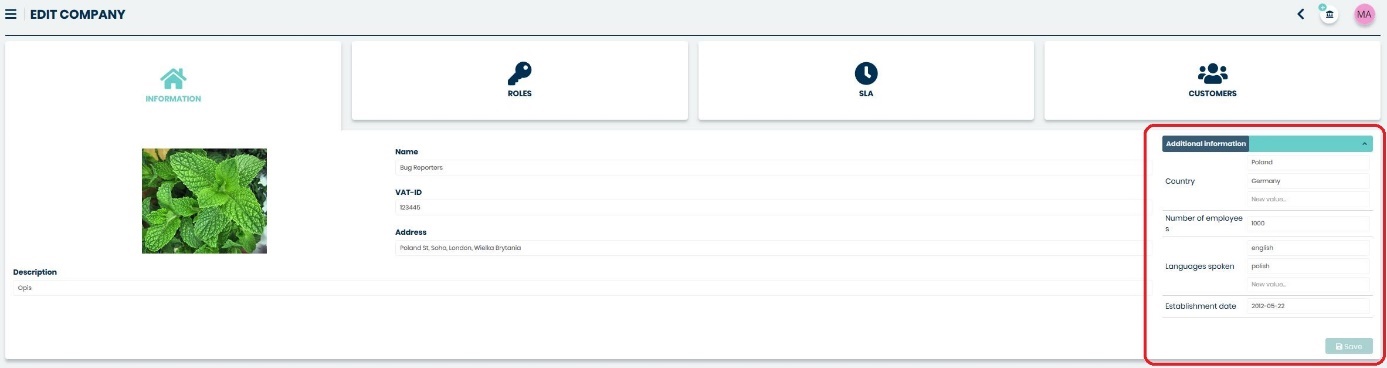 EDIT COMPANY
MA
INFORMATION
ROLES
SLA
CUSTOMERS
Name
Bug Reporters
VAT-ID
123445
Address
Poland St, Soho, London, Wielka Brytania
Description
Opis
Additional information
Poland
Country
Germany
New value...
Number of employee
s
1000
english
Languages spoken
polish
New value...
Establishment date
2012-05-22
Save